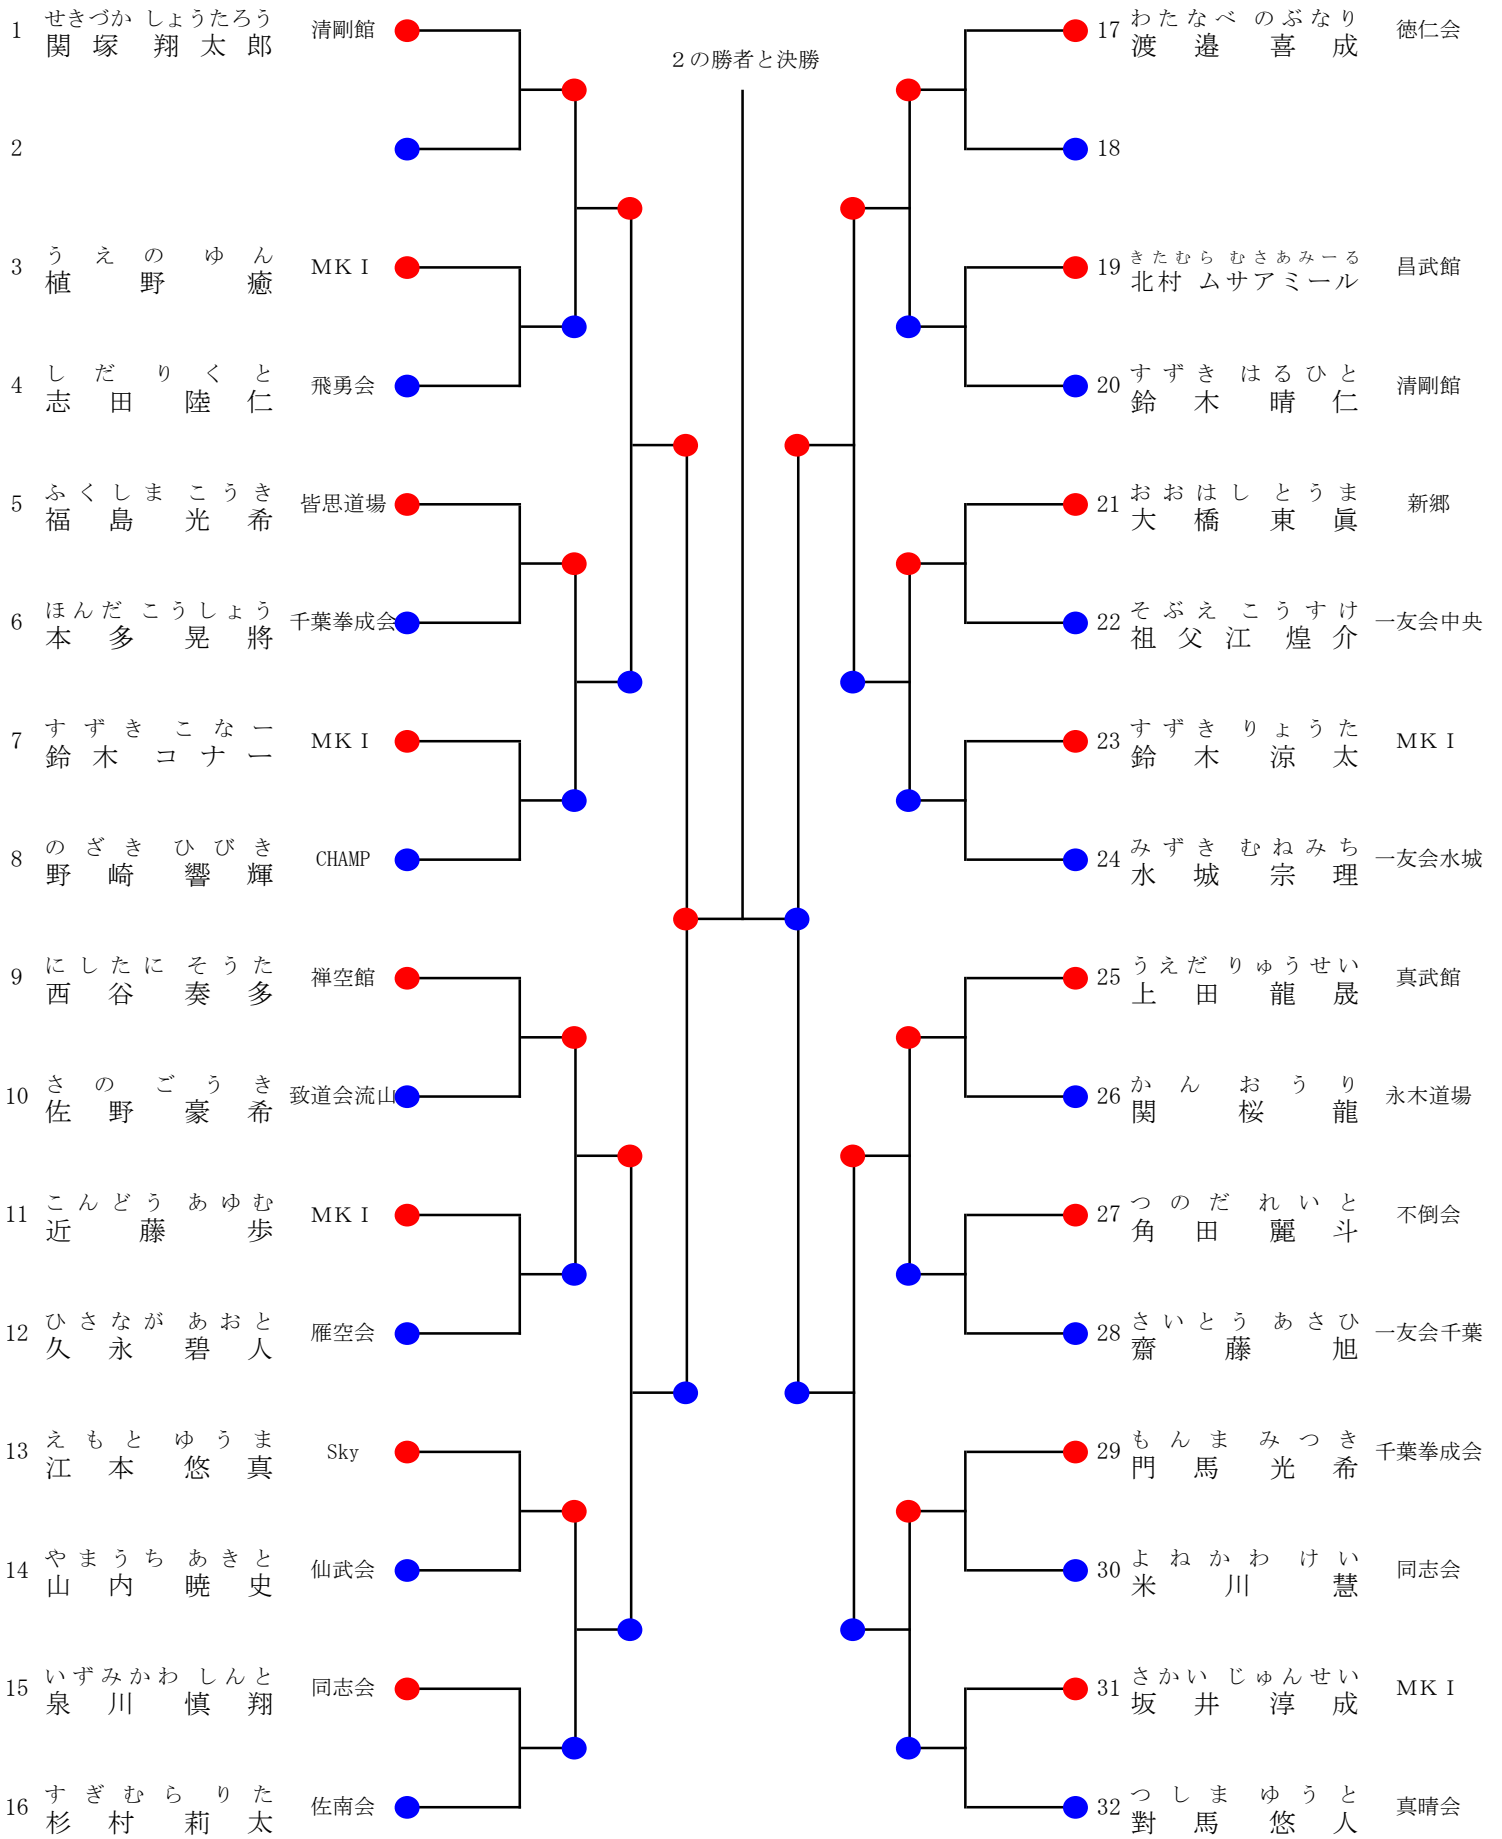 ２の勝者と決勝
せきづか しょうたろう
1 関塚 翔太郎 清剛館
2
うえの ゆん
3 植野 癒 ＭＫＩ
しだ りくと
4 志田 陸仁 飛勇会
ふくしま こうき
5 福島 光希 皆思道場
ほんだ こうしょう
6 本多 晃將 千葉拳成会
すずき こなー
7 鈴木 コナー ＭＫＩ
のざき ひびき
8 野崎 響輝 CHAMP
にしたに そうた
9 西谷 奏多 禅空館
さの ごうき
10 佐野 豪希 致道会流山
こんどう あゆむ
11 近藤 歩 ＭＫＩ
ひさなが あおと
12 久永 碧人 雁空会
えもと ゆうま
13 江本 悠真 Sky
やまうち あきと
14 山内 暁史 仙武会
いずみかわ しんと
15 泉川 慎翔 同志会
すぎむら りた
16 杉村 莉太 佐南会
わたなべ のぶなり
17 渡邉 喜成 徳仁会
18
きたむら むさあみーる
19 北村 ムサアミール 昌武館
すずき はるひと
20 鈴木 晴仁 清剛館
おおはし とうま
21 大橋 東眞 新郷
そぶえ こうすけ
22 祖父江 煌介 一友会中央
すずき りょうた
23 鈴木 涼太 ＭＫＩ
みずき むねみち
24 水城 宗理 一友会水城
うえだ りゅうせい
25 上田 龍晟 真武館
かん おうり
26 関 桜龍 永木道場
つのだ れいと
27 角田 麗斗 不倒会
さいとう あさひ
28 齋藤 旭 一友会千葉
もんま みつき
29 門馬 光希 千葉拳成会
よねかわ けい
30 米川 慧 同志会
さかい じゅんせい
31 坂井 淳成 ＭＫＩ
つしま ゆうと
32 對馬 悠人 真晴会